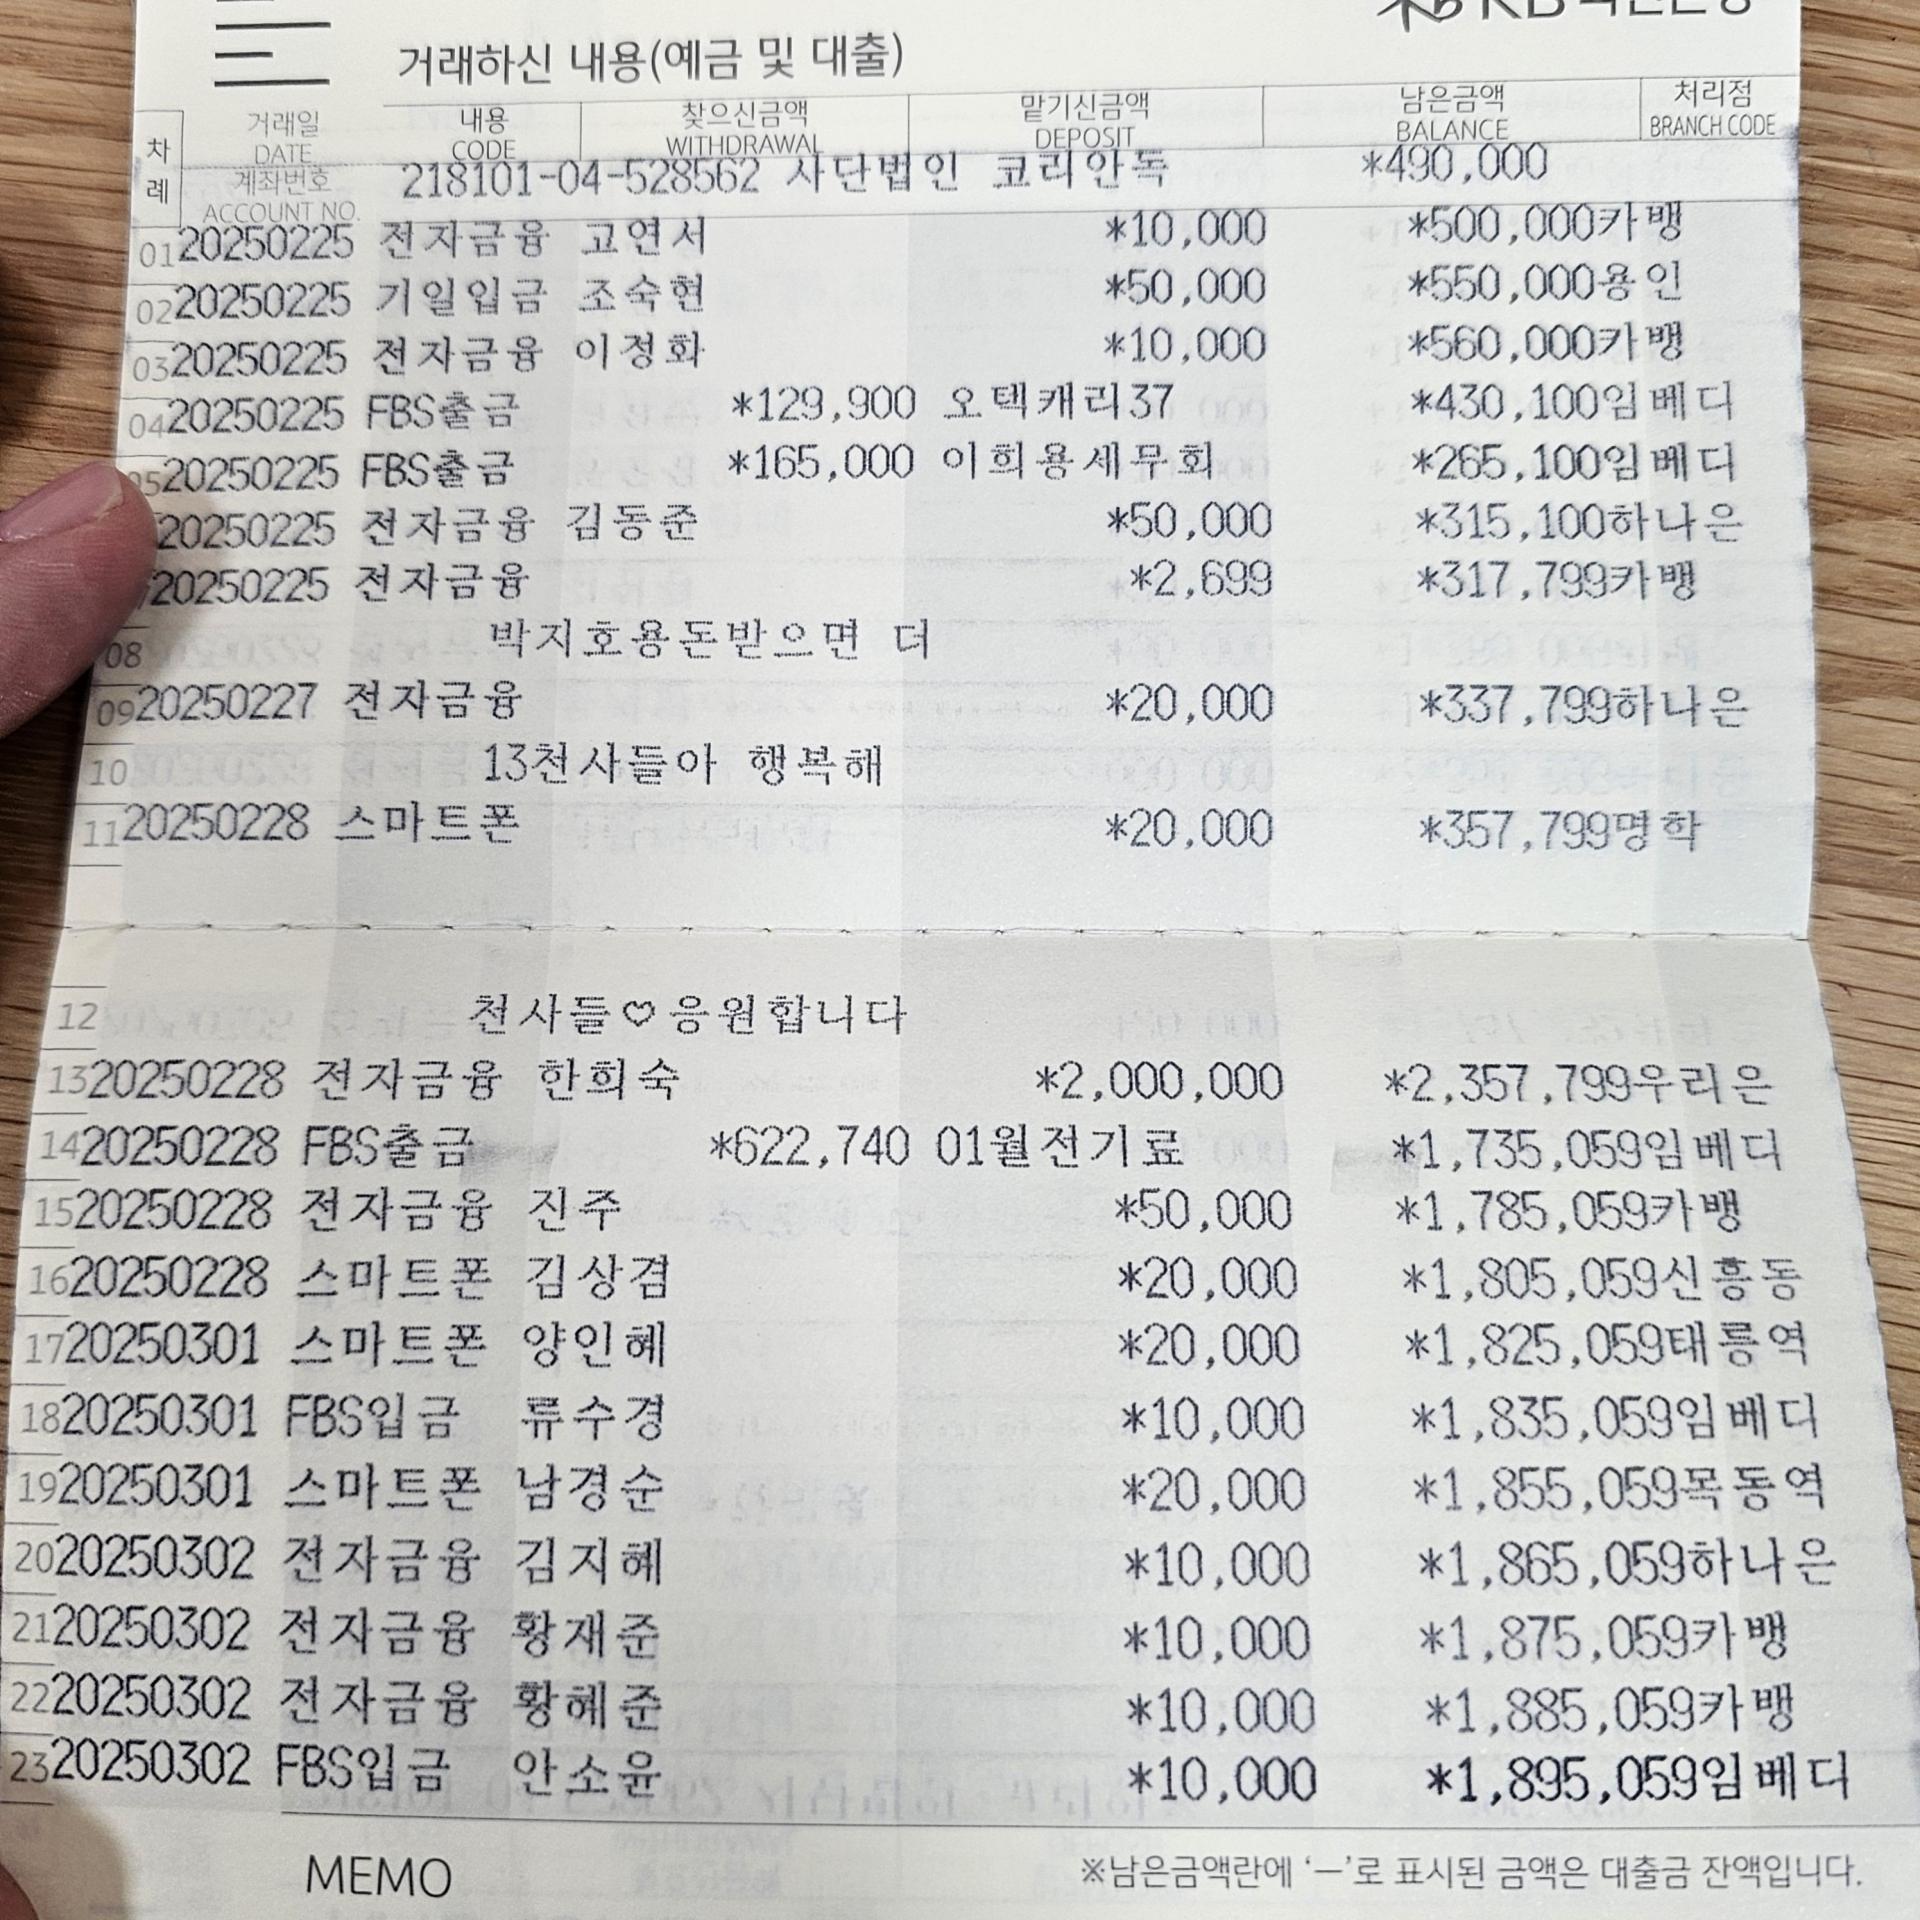 거래하신 내용(예금 및 대출)
차례 거래일 DATE 내용 CODE 찾으신금액 WITHDRAWAL 맡기신금액 DEPOSIT 남은금액 BALANCE 처리점 BRANCH CODE
계좌번호 ACCOUNT NO. 218101-04-528562 사단법인 코리안독 *490,000
01 20250225 전자금융 고연서 *10,000 *500,000카뱅
02 20250225 기일입금 조숙현 *50,000 *550,000용인
03 20250225 전자금융 이정화 *10,000 *560,000카뱅
04 20250225 FBS출금 *129,900 오텍캐리37 *430,100임베디
05 20250225 FBS출금 *165,000 이희용세무회 *265,100임베디
20250225 전자금융 김동준 *50,000 *315,100하나은
20250225 전자금융 *2,699 *317,799카뱅
08 박지호용돈받으면 더
09 20250227 전자금융 *20,000 *337,799하나은
10 13천사들아 행복해
11 20250228 스마트폰 *20,000 *357,799명학
12 천사들♡응원합니다
13 20250228 전자금융 한희숙 *2,000,000 *2,357,799우리은
14 20250228 FBS출금 *622,740 01월전기료 *1,735,059임베디
15 20250228 전자금융 진주 *50,000 *1,785,059카뱅
16 20250228 스마트폰 김상겸 *20,000 *1,805,059신흥동
17 20250301 스마트폰 양인혜 *20,000 *1,825,059태릉역
18 20250301 FBS입금 류수경 *10,000 *1,835,059임베디
19 20250301 스마트폰 남경순 *20,000 *1,855,059목동역
20 20250302 전자금융 김지혜 *10,000 *1,865,059하나은
21 20250302 전자금융 황재준 *10,000 *1,875,059카뱅
22 20250302 전자금융 황혜준 *10,000 *1,885,059카뱅
23 20250302 FBS입금 안소윤 *10,000 *1,895,059임베디
MEMO
※남은금액란에 ‘—’로 표시된 금액은 대출금 잔액입니다.